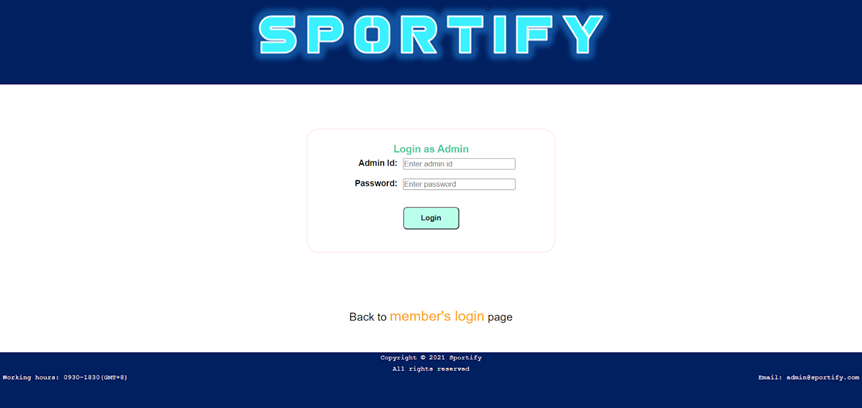 SPORTIFY
Login as Admin
Admin Id: Enter admin id
Password: Enter password
Login
Back to member's login page
Copyright © 2021 Sportify
All rights reserved
Working hours: 0930-1830(GMT+8) Email: admin@sportify.com